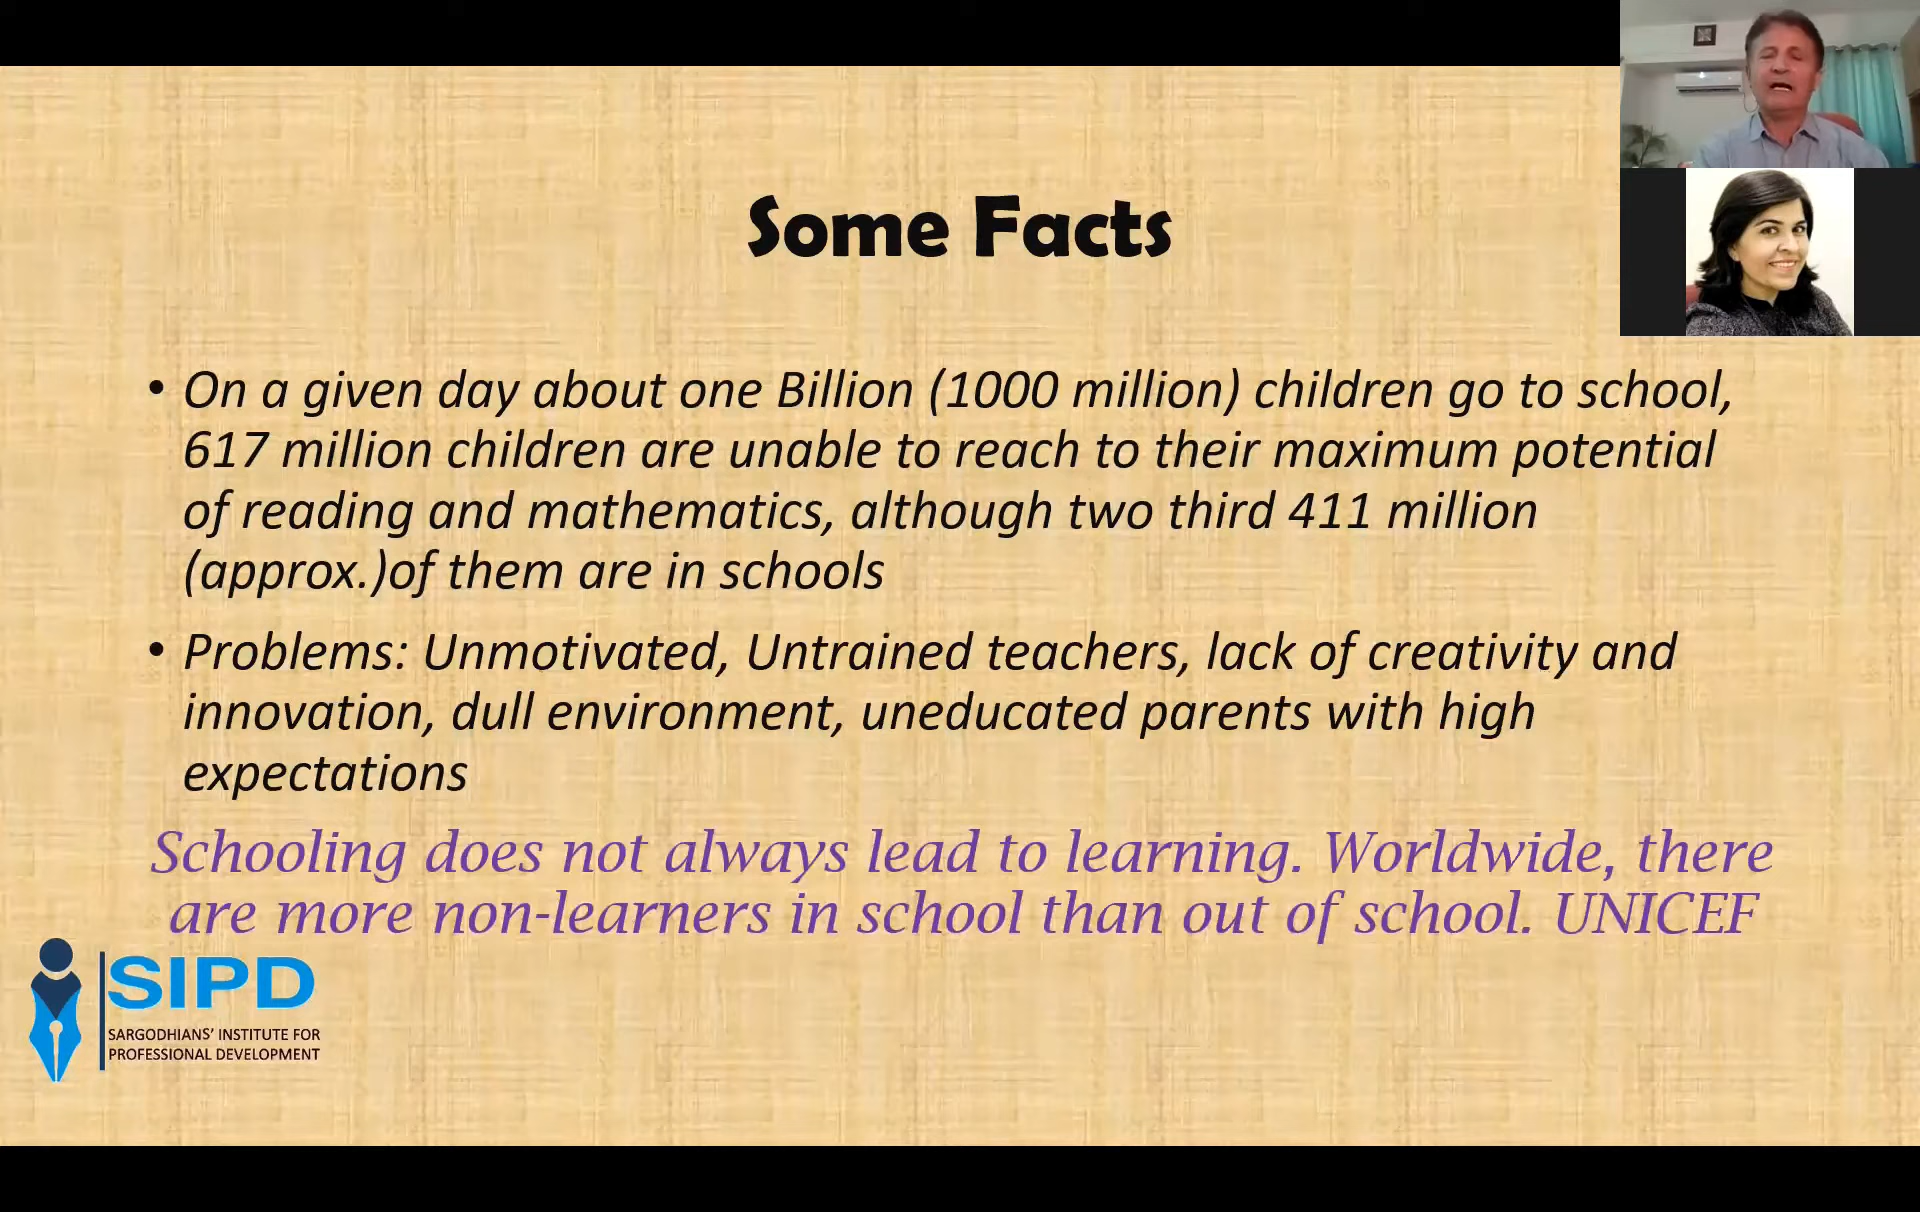 Some Facts
• On a given day about one Billion (1000 million) children go to school,
617 million children are unable to reach to their maximum potential
of reading and mathematics, although two third 411 million
(approx.)of them are in schools
• Problems: Unmotivated, Untrained teachers, lack of creativity and
innovation, dull environment, uneducated parents with high
expectations
Schooling does not always lead to learning. Worldwide, there
are more non-learners in school than out of school. UNICEF
SIPD
SARGODHIANS' INSTITUTE FOR
PROFESSIONAL DEVELOPMENT